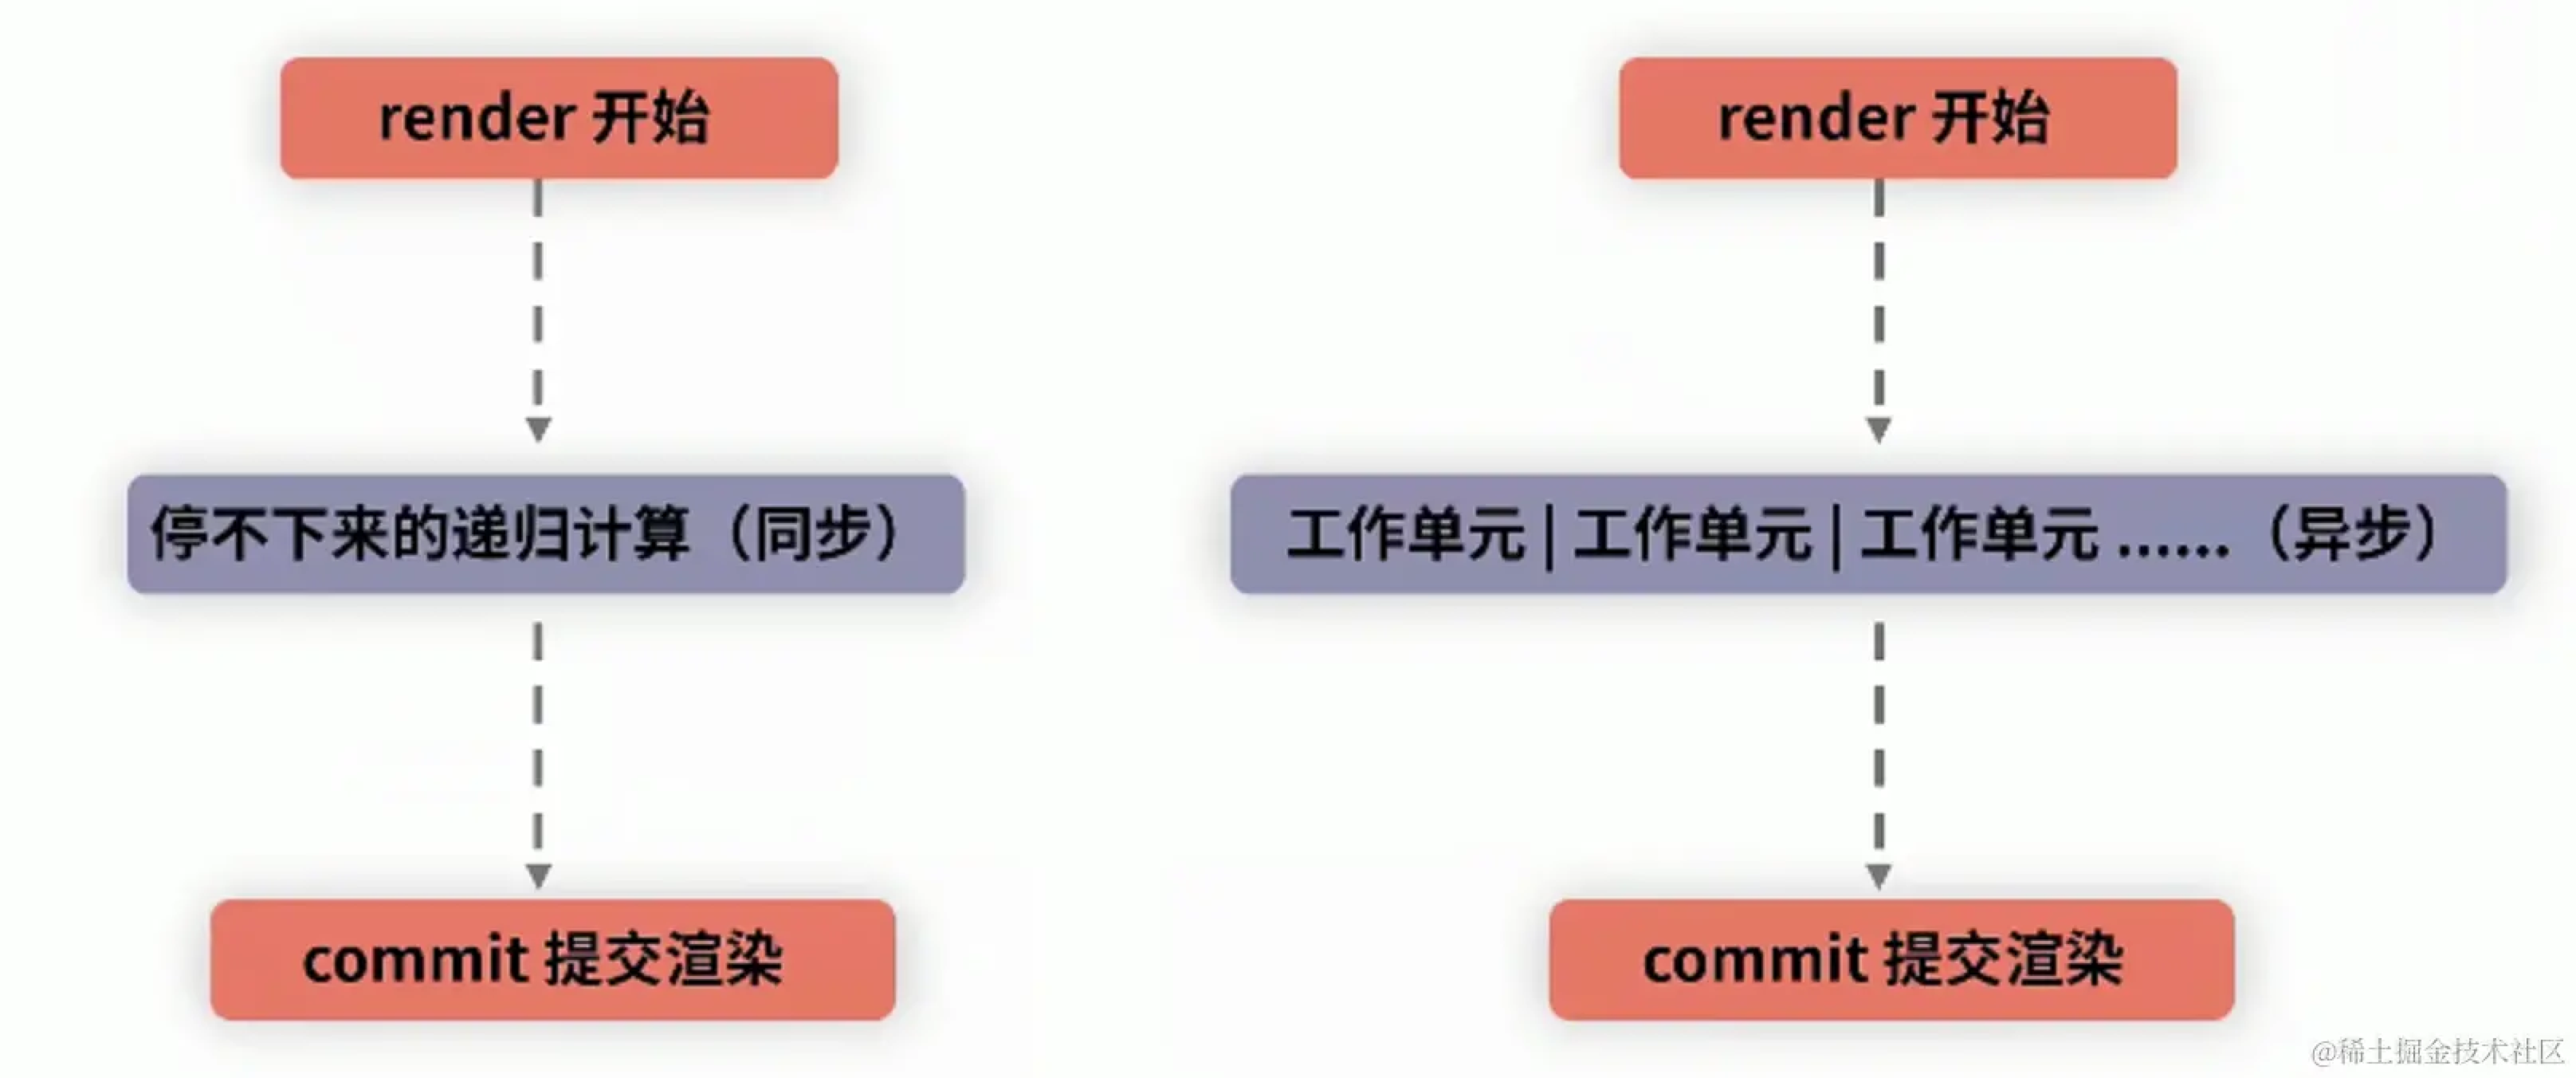 render 开始
停不下来的递归计算（同步）
commit 提交渲染
render 开始
工作单元 | 工作单元 | 工作单元 ......（异步）
commit 提交渲染
@稀土掘金技术社区